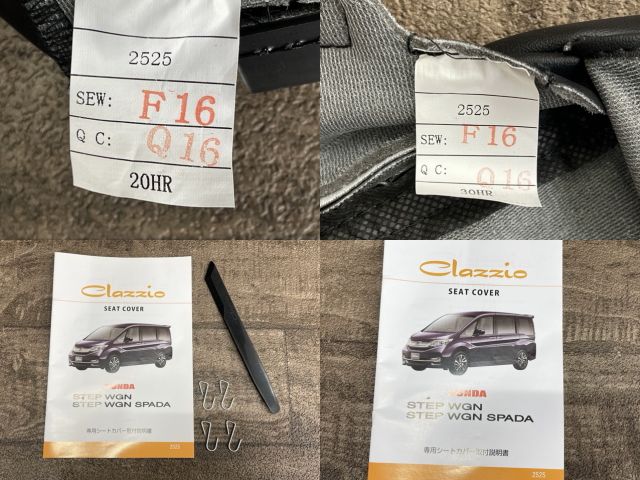 2525
SEW: F16
Q C: Q16
20HR
2525
SEW: F16
Q C: Q16
30HR
Clazzio
SEAT COVER
HONDA
STEP WGN
STEP WGN SPADA
専用シートカバー取付説明書
2525
Clazzio
SEAT COVER
HONDA
STEP WGN
STEP WGN SPADA
専用シートカバー取付説明書
2525